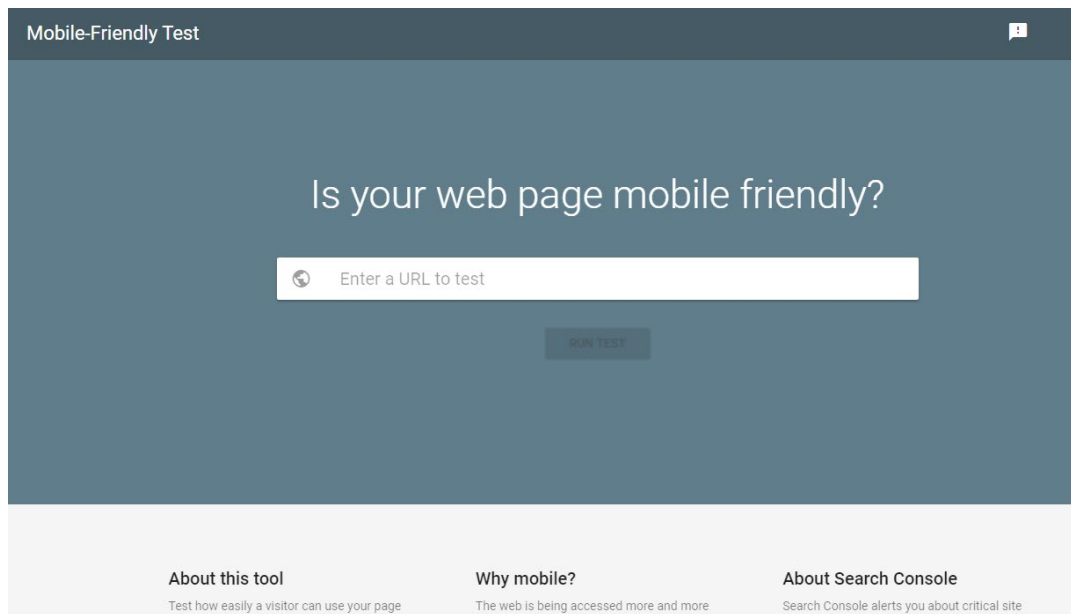 Mobile-Friendly Test
Is your web page mobile friendly?
Enter a URL to test
RUN TEST
About this tool
Test how easily a visitor can use your page
Why mobile?
The web is being accessed more and more
About Search Console
Search Console alerts you about critical site